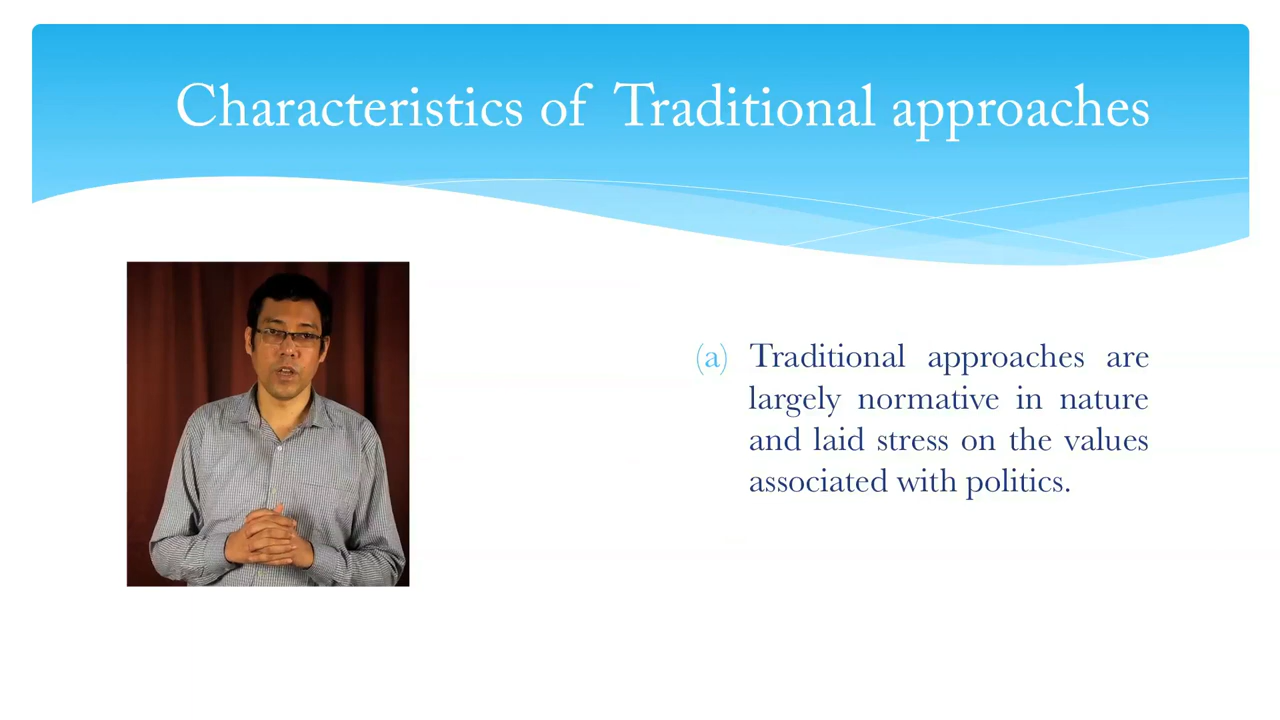 Characteristics of Traditional approaches
(a) Traditional approaches are
largely normative in nature
and laid stress on the values
associated with politics.